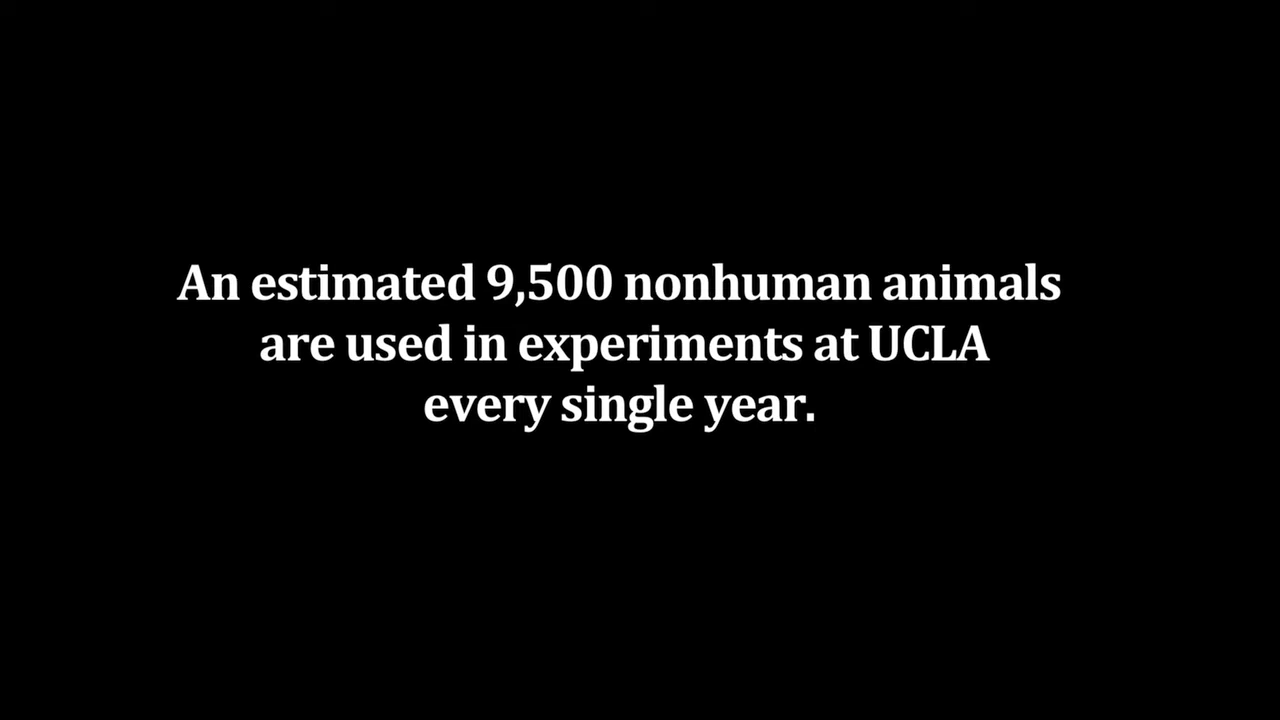 An estimated 9,500 nonhuman animals
are used in experiments at UCLA
every single year.